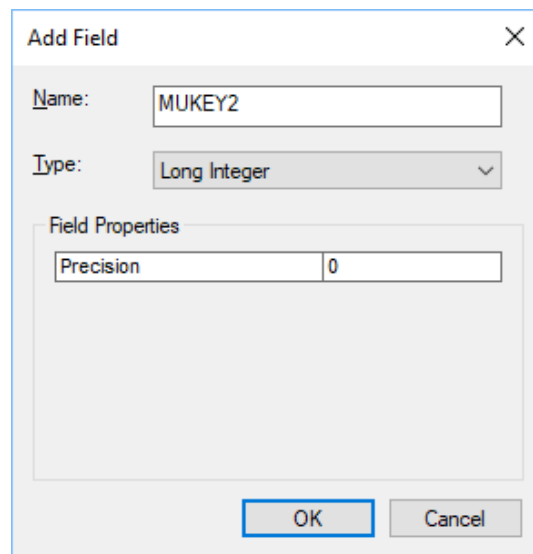 Add Field
Name: MUKEY2
Type: Long Integer
Field Properties
Precision 0
OK Cancel